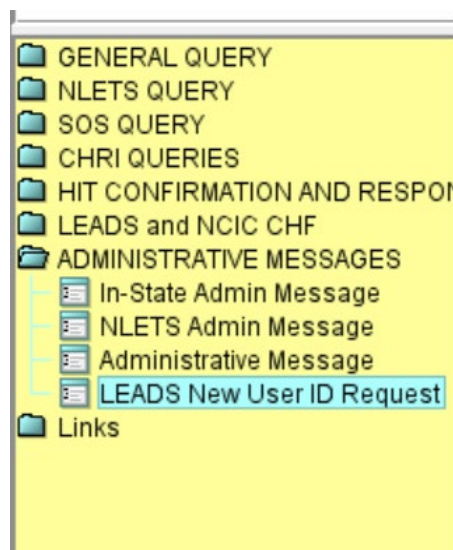 GENERAL QUERY
NLETS QUERY
SOS QUERY
CHRI QUERIES
HIT CONFIRMATION AND
LEADS and NCIC CHF
ADMINISTRATIVE MESSAGES
In-State Admin Message
NLETS Admin Message
Administrative Message
LEADS New User ID Request
Links